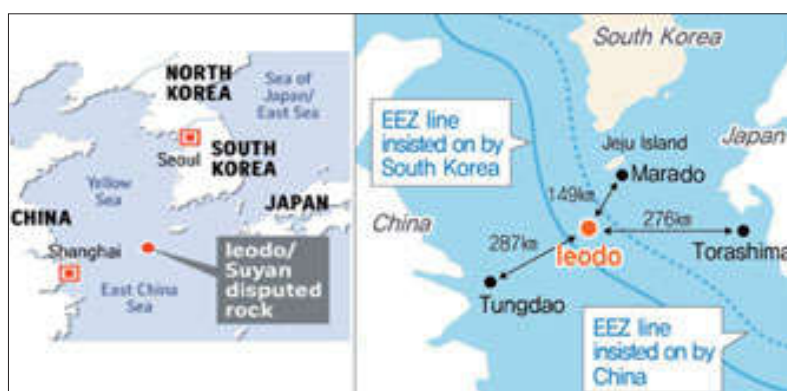 NORTH
KOREA
Sea of
Japan/
East Sea
Seoul
SOUTH
KOREA
Yellow
Sea
JAPAN
CHINA
Shanghai
Ieodo/
Suyan
disputed
rock
East China
Sea
South Korea
EEZ line
insisted on by
South Korea
Jeju Island
Japan
Marado
149㎞
China
287㎞
276㎞
Ieodo
Torashima
Tungdao
EEZ line
insisted on by
China